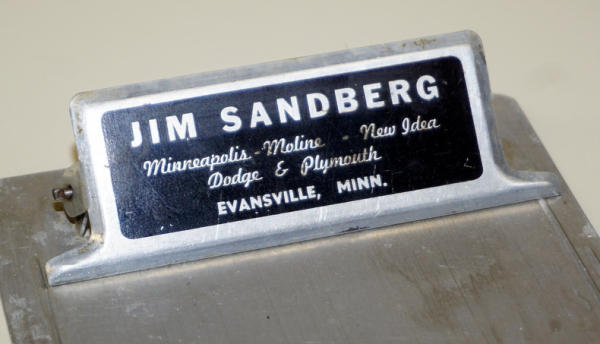 JIM SANDBERG
Minneapolis-Moline - New Idea
Dodge & Plymouth
EVANSVILLE, MINN.